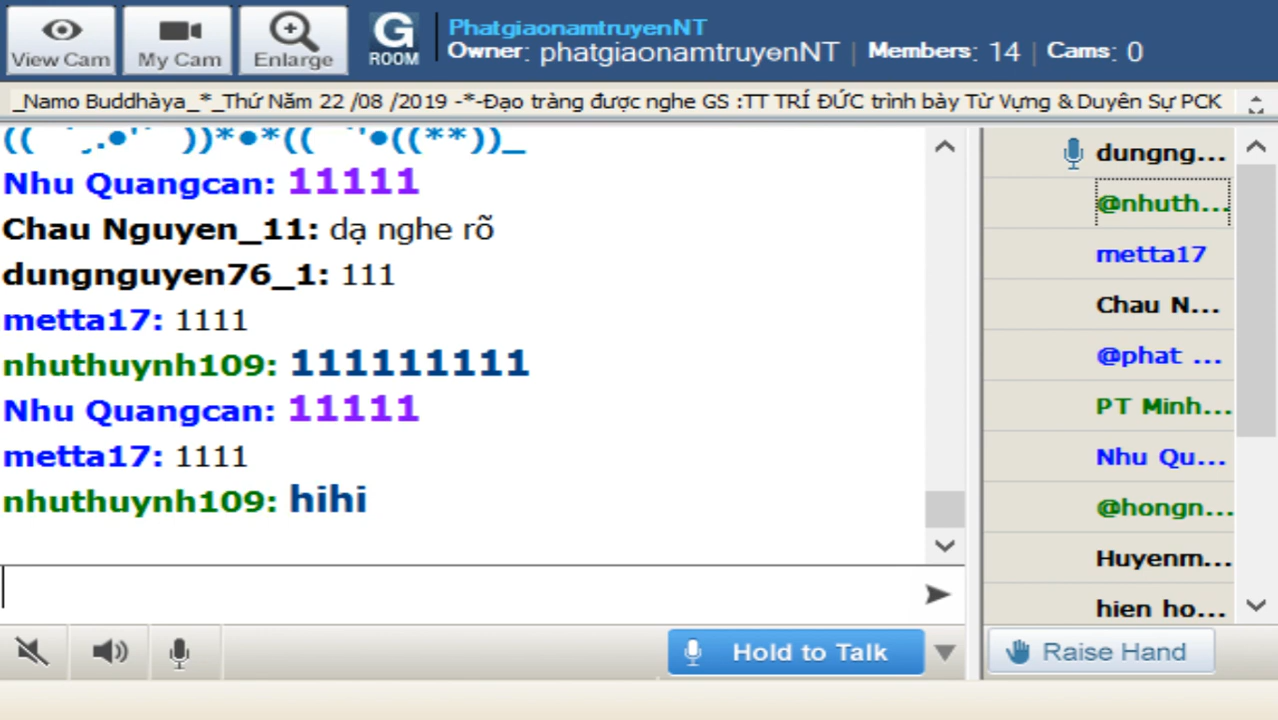 View Cam
My Cam
Enlarge
G
ROOM
PhatgiaonamtruyenNT
Owner: phatgiaonamtruyenNT | Members: 14 | Cams: 0
_Namo Buddhàya_*_Thứ Năm 22 /08 /2019 -*-Đạo tràng được nghe GS :TT TRÍ ĐỨC trình bày Từ Vựng & Duyên Sự PCK
Nhu Quangcan: 11111
Chau Nguyen_11: dạ nghe rõ
dungnguyen76_1: 111
metta17: 1111
nhuthuynh109: 111111111
Nhu Quangcan: 11111
metta17: 1111
nhuthuynh109: hihi
dungng...
@nhuth...
metta17
Chau N...
@phat ...
PT Minh...
Nhu Qu...
@hongn...
Huyenm...
hien ho...
Hold to Talk
Raise Hand